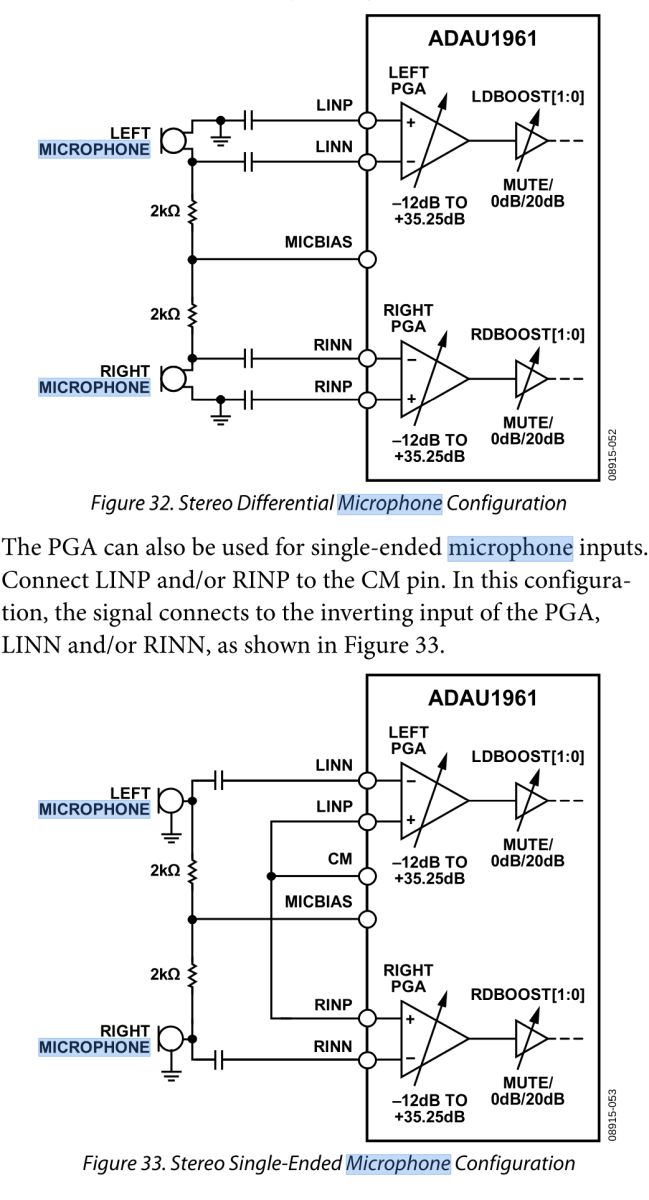 ADAU1961
LEFT
PGA
LDBOOST[1:0]
LINP
LEFT
MICROPHONE
LINN
+
–
MUTE/
0dB/20dB
–12dB TO
+35.25dB
2kΩ
MICBIAS
2kΩ
RIGHT
PGA
RDBOOST[1:0]
RINN
RIGHT
MICROPHONE
RINP
–
+
MUTE/
0dB/20dB
–12dB TO
+35.25dB
08915-052
Figure 32. Stereo Differential Microphone Configuration
The PGA can also be used for single-ended microphone inputs.
Connect LINP and/or RINP to the CM pin. In this configura-
tion, the signal connects to the inverting input of the PGA,
LINN and/or RINN, as shown in Figure 33.
ADAU1961
LEFT
PGA
LDBOOST[1:0]
LINN
LEFT
MICROPHONE
LINP
–
+
MUTE/
0dB/20dB
CM
–12dB TO
+35.25dB
2kΩ
MICBIAS
2kΩ
RIGHT
PGA
RDBOOST[1:0]
RINP
RIGHT
MICROPHONE
RINN
+
–
MUTE/
0dB/20dB
–12dB TO
+35.25dB
08915-053
Figure 33. Stereo Single-Ended Microphone Configuration